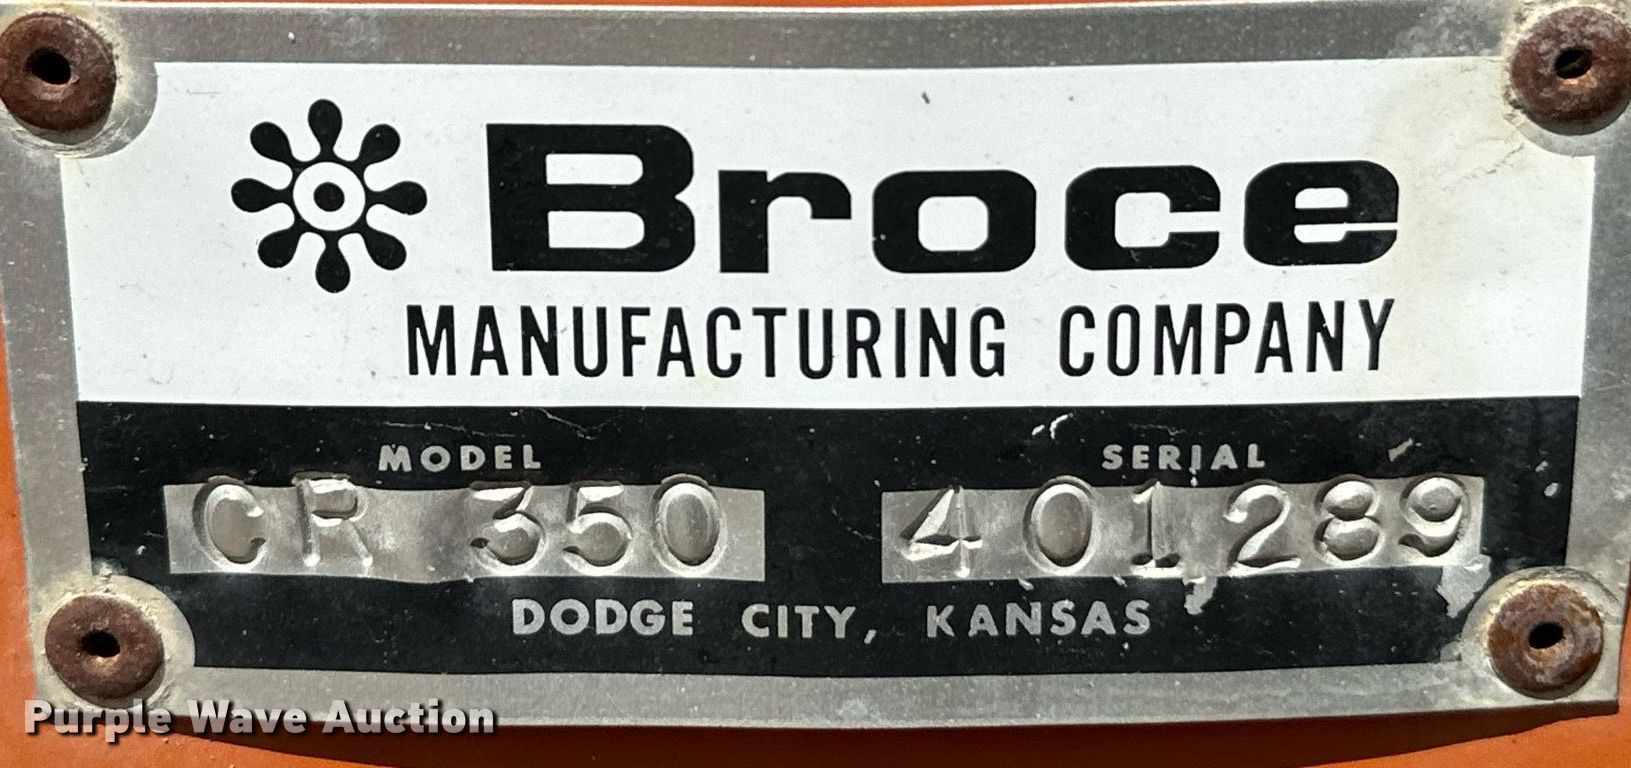 Broce
MANUFACTURING COMPANY
MODEL SERIAL
CR 350 401289
DODGE CITY, KANSAS
Purple Wave Auction